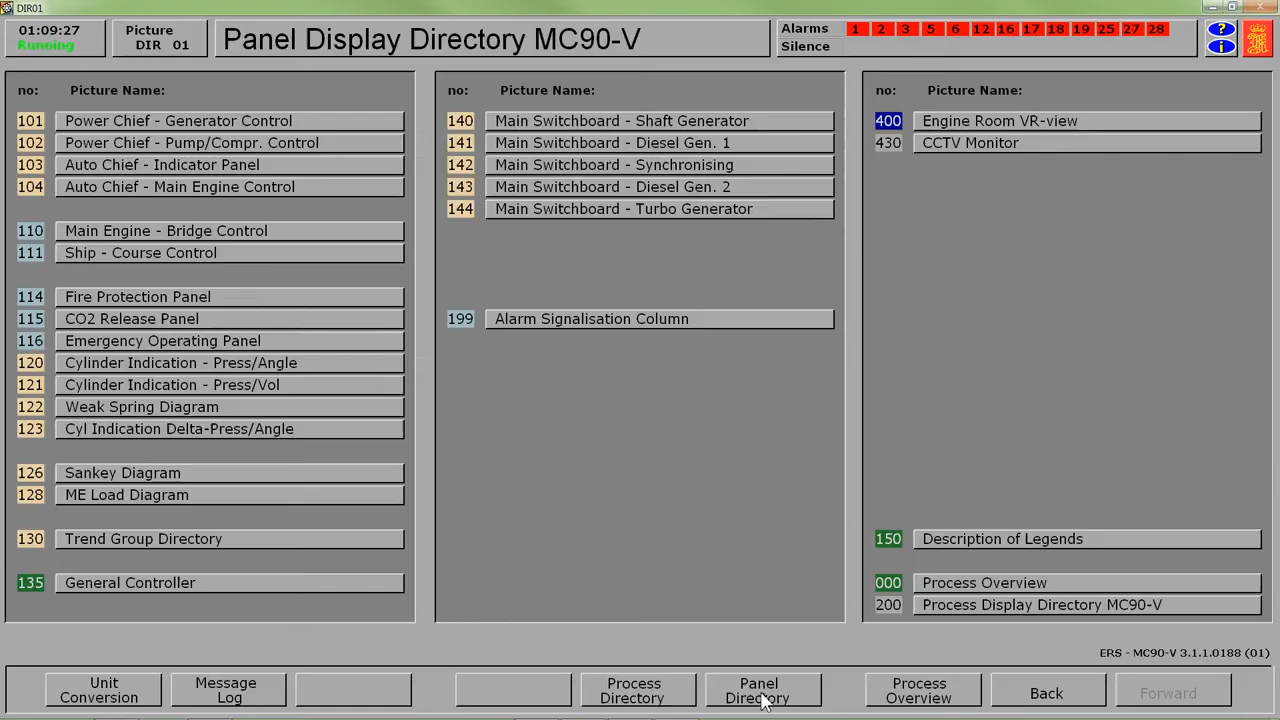 DIR01
01:09:27
Running
Picture
DIR 01
Panel Display Directory MC90-V
Alarms 1 2 3 5 6 12 16 17 18 19 25 27 28
Silence
?
i
no: Picture Name:
101 Power Chief - Generator Control
102 Power Chief - Pump/Compr. Control
103 Auto Chief - Indicator Panel
104 Auto Chief - Main Engine Control
110 Main Engine - Bridge Control
111 Ship - Course Control
114 Fire Protection Panel
115 CO2 Release Panel
116 Emergency Operating Panel
120 Cylinder Indication - Press/Angle
121 Cylinder Indication - Press/Vol
122 Weak Spring Diagram
123 Cyl Indication Delta-Press/Angle
126 Sankey Diagram
128 ME Load Diagram
130 Trend Group Directory
135 General Controller
no: Picture Name:
140 Main Switchboard - Shaft Generator
141 Main Switchboard - Diesel Gen. 1
142 Main Switchboard - Synchronising
143 Main Switchboard - Diesel Gen. 2
144 Main Switchboard - Turbo Generator
199 Alarm Signalisation Column
no: Picture Name:
400 Engine Room VR-view
430 CCTV Monitor
150 Description of Legends
000 Process Overview
200 Process Display Directory MC90-V
ERS - MC90-V 3.1.1.0188 (01)
Unit
Conversion
Message
Log
Process
Directory
Panel
Directory
Process
Overview
Back
Forward